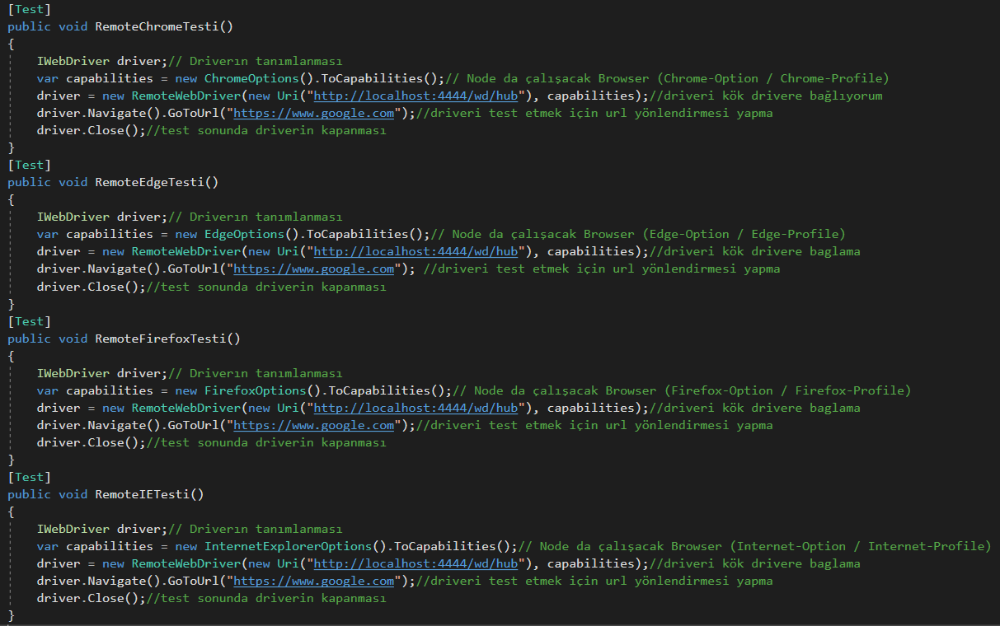 [Test]
public void RemoteChromeTesti()
{
    IWebDriver driver;// Driverın tanımlanması
    var capabilities = new ChromeOptions().ToCapabilities();// Node da çalışacak Browser (Chrome-Option / Chrome-Profile)
    driver = new RemoteWebDriver(new Uri("http://localhost:4444/wd/hub"), capabilities);//driveri kök drivere bağlıyorum
    driver.Navigate().GoToUrl("https://www.google.com");//driveri test etmek için url yönlendirmesi yapma
    driver.Close();//test sonunda driverin kapanması
}
[Test]
public void RemoteEdgeTesti()
{
    IWebDriver driver;// Driverın tanımlanması
    var capabilities = new EdgeOptions().ToCapabilities();// Node da çalışacak Browser (Edge-Option / Edge-Profile)
    driver = new RemoteWebDriver(new Uri("http://localhost:4444/wd/hub"), capabilities);//driveri kök drivere baglama
    driver.Navigate().GoToUrl("https://www.google.com"); //driveri test etmek için url yönlendirmesi yapma
    driver.Close();//test sonunda driverin kapanması
}
[Test]
public void RemoteFirefoxTesti()
{
    IWebDriver driver;// Driverın tanımlanması
    var capabilities = new FirefoxOptions().ToCapabilities();// Node da çalışacak Browser (Firefox-Option / Firefox-Profile)
    driver = new RemoteWebDriver(new Uri("http://localhost:4444/wd/hub"), capabilities);//driveri kök drivere baglama
    driver.Navigate().GoToUrl("https://www.google.com");//driveri test etmek için url yönlendirmesi yapma
    driver.Close();//test sonunda driverin kapanması
}
[Test]
public void RemoteIETesti()
{
    IWebDriver driver;// Driverın tanımlanması
    var capabilities = new InternetExplorerOptions().ToCapabilities();// Node da çalışacak Browser (Internet-Option / Internet-Profile)
    driver = new RemoteWebDriver(new Uri("http://localhost:4444/wd/hub"), capabilities);//driveri kök drivere baglama
    driver.Navigate().GoToUrl("https://www.google.com");//driveri test etmek için url yönlendirmesi yapma
    driver.Close();//test sonunda driverin kapanması
}